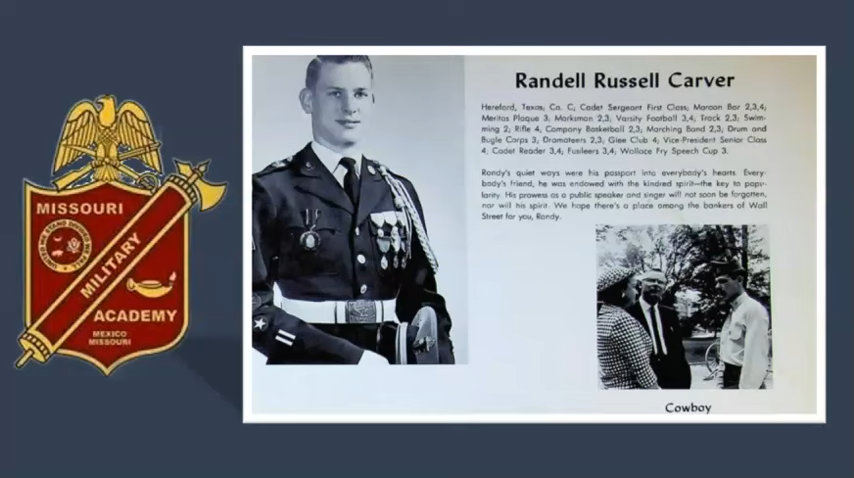 MISSOURI
UNITED WE STAND DIVIDED WE FALL
MILITARY
ACADEMY
MEXICO
MISSOURI
Randell Russell Carver
Hereford, Texas; Co. C; Cadet Sergeant First Class; Maroon Bar 2,3,4;
Meritas Plaque 3; Marksman 2,3; Varsity Football 3,4; Track 2,3; Swim-
ming 2; Rifle 4, Company Basketball 2,3; Marching Band 2,3; Drum and
Bugle Corps 3; Dramateers 2,3, Glee Club 4; Vice-President Senior Class
4; Cadet Reader 3,4; Fusileers 3,4; Wallace Fry Speech Cup 3.
Randy's quiet ways were his passport into everybody's hearts. Every-
body's friend, he was endowed with the kindred spirit—the key to popu-
larity. His prowess as a public speaker and singer will not soon be forgotten,
nor will his spirit. We hope there's a place among the bankers of Wall
Street for you, Randy.
Cowboy